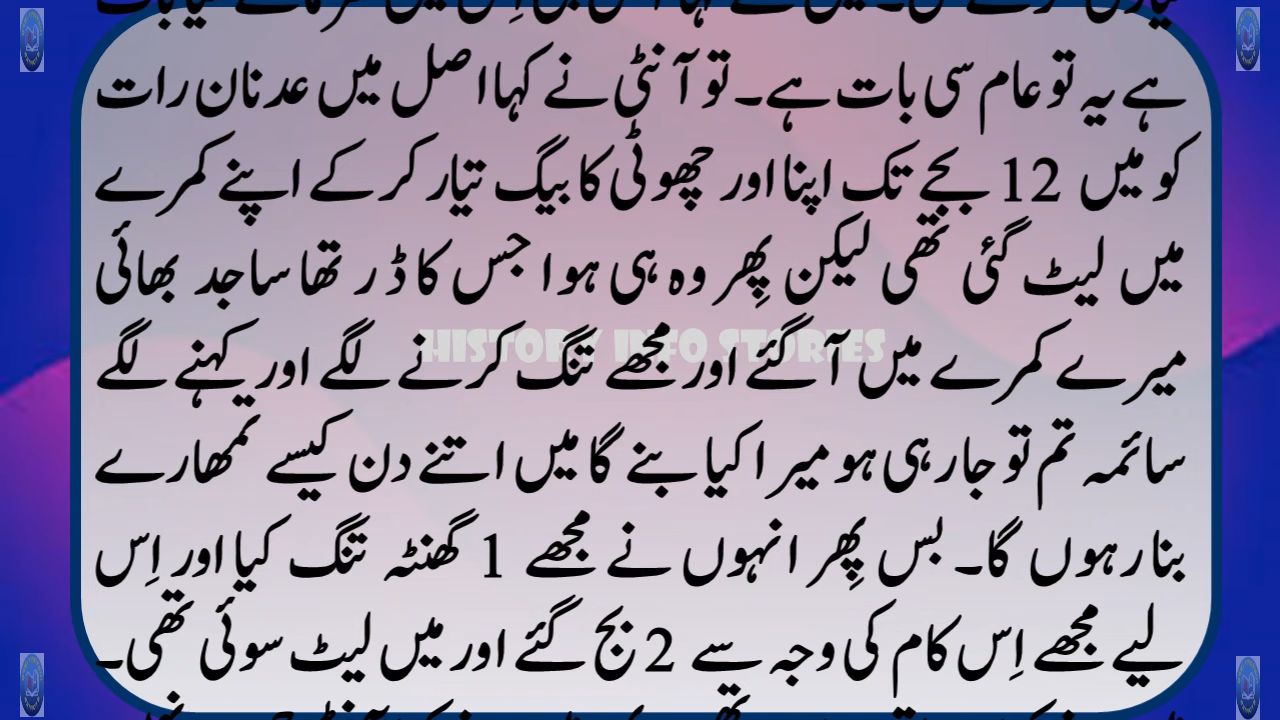 ہے یہ تو عام سی بات ہے۔ تو آنٹی نے کہا اصل میں عدنان رات
کو میں 12 بجے تک اپنا اور چھوٹی کا بیگ تیار کر کے اپنے کمرے
میں لیٹ گئی تھی لیکن پِھر وہ ہی ہوا جس کا ڈر تھا ساجد بھائی
میرے کمرے میں آ گئے اور مجھے تنگ کرنے لگے اور کہنے لگے
HISTORY INFO STORIES
سائمہ تم تو جا رہی ہو میرا کیا بنے گا میں اتنے دن کیسے تمھارے
بنا رہوں گا۔ بس پِھر انہوں نے مجھے 1 گھنٹہ تنگ کیا اور اِس
لیے مجھے اِس کام کی وجہ سے 2 بج گئے اور میں لیٹ سوئی تھی۔